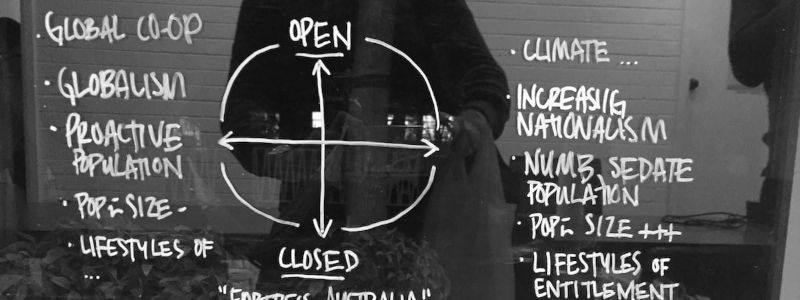 · GLOBAL CO-OP
· GLOBALISM
· PROACTIVE
POPULATION
· POPⁿ SIZE -
· LIFESTYLES OF
...
OPEN
CLOSED
"FORTRESS AUSTRALIA"
· CLIMATE ...
· INCREASIG
NATIONALISM
· NUMB, SEDATE
POPULATION
· POPⁿ SIZE +++
· LIFESTYLES OF
ENTITLEMENT